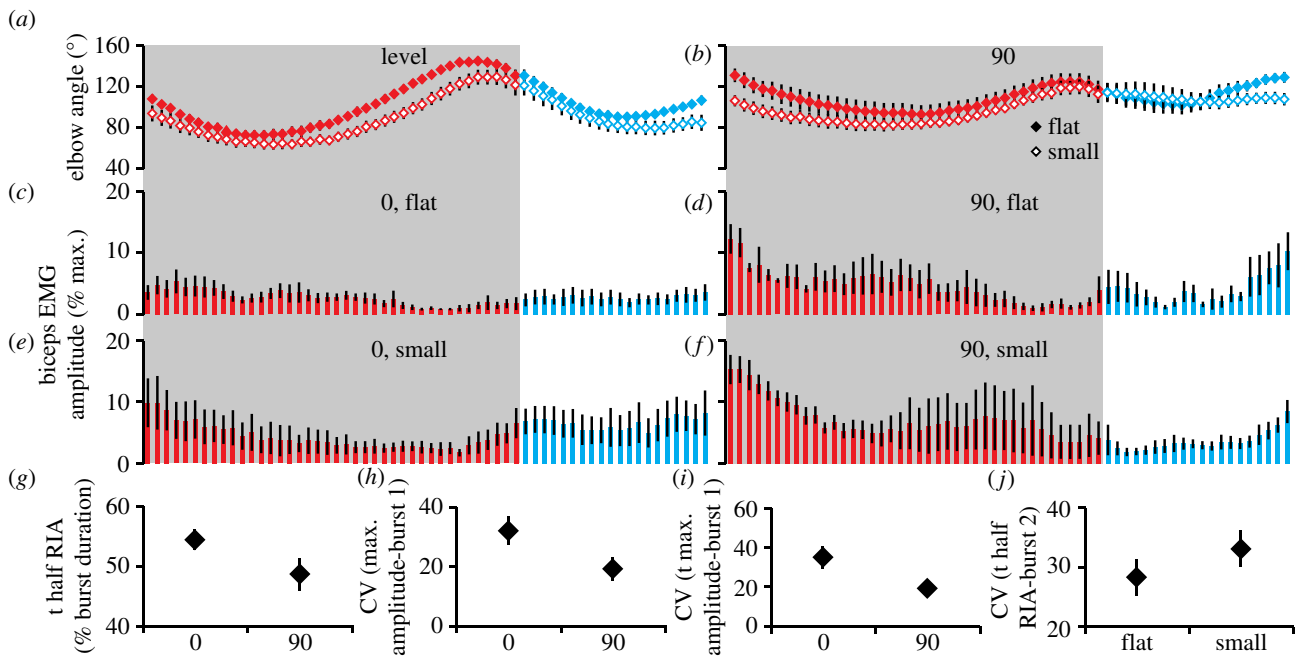 (a)
elbow angle (°)
160
120
80
40
level
(b)
90
flat
small
(c)
biceps EMG
amplitude (% max.)
20
10
0
0, flat
(d)
90, flat
(e)
20
10
0
0, small
(f)
90, small
(g)
t half RIA
(% burst duration)
60
50
40
0 90
(h)
CV (max.
amplitude-burst 1)
40
20
0
0 90
(i)
CV (t max.
amplitude-burst 1)
60
40
20
0
0 90
(j)
CV (t half
RIA-burst 2)
40
30
20
flat small